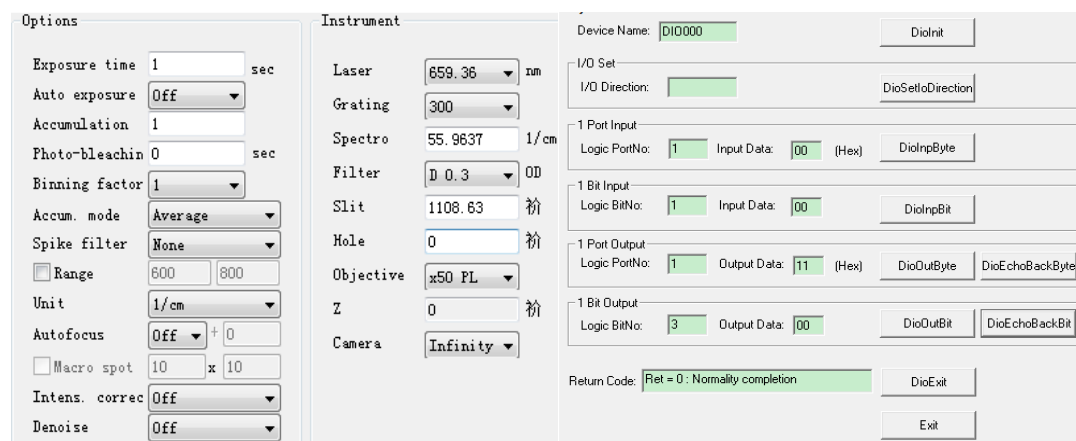 Options
Exposure time 1 sec
Auto exposure Off
Accumulation 1
Photo-bleachin 0 sec
Binning factor 1
Accum. mode Average
Spike filter None
Range 600 800
Unit 1/cm
Autofocus Off + 0
Macro spot 10 x 10
Intens. correc Off
Denoise Off
Instrument
Laser 659.36 nm
Grating 300
Spectro 55.9637 1/cm
Filter D 0.3 OD
Slit 1108.63 祄
Hole 0 祄
Objective x50 PL
Z 0 祄
Camera Infinity
Device Name: DIO000 DioInit
I/O Set
I/O Direction: DioSetIoDirection
1 Port Input
Logic PortNo: 1 Input Data: 00 (Hex) DioInpByte
1 Bit Input
Logic BitNo: 1 Input Data: 00 DioInpBit
1 Port Output
Logic PortNo: 1 Output Data: 11 (Hex) DioOutByte DioEchoBackByte
1 Bit Output
Logic BitNo: 3 Output Data: 00 DioOutBit DioEchoBackBit
Return Code: Ret = 0 : Normality completion DioExit
Exit